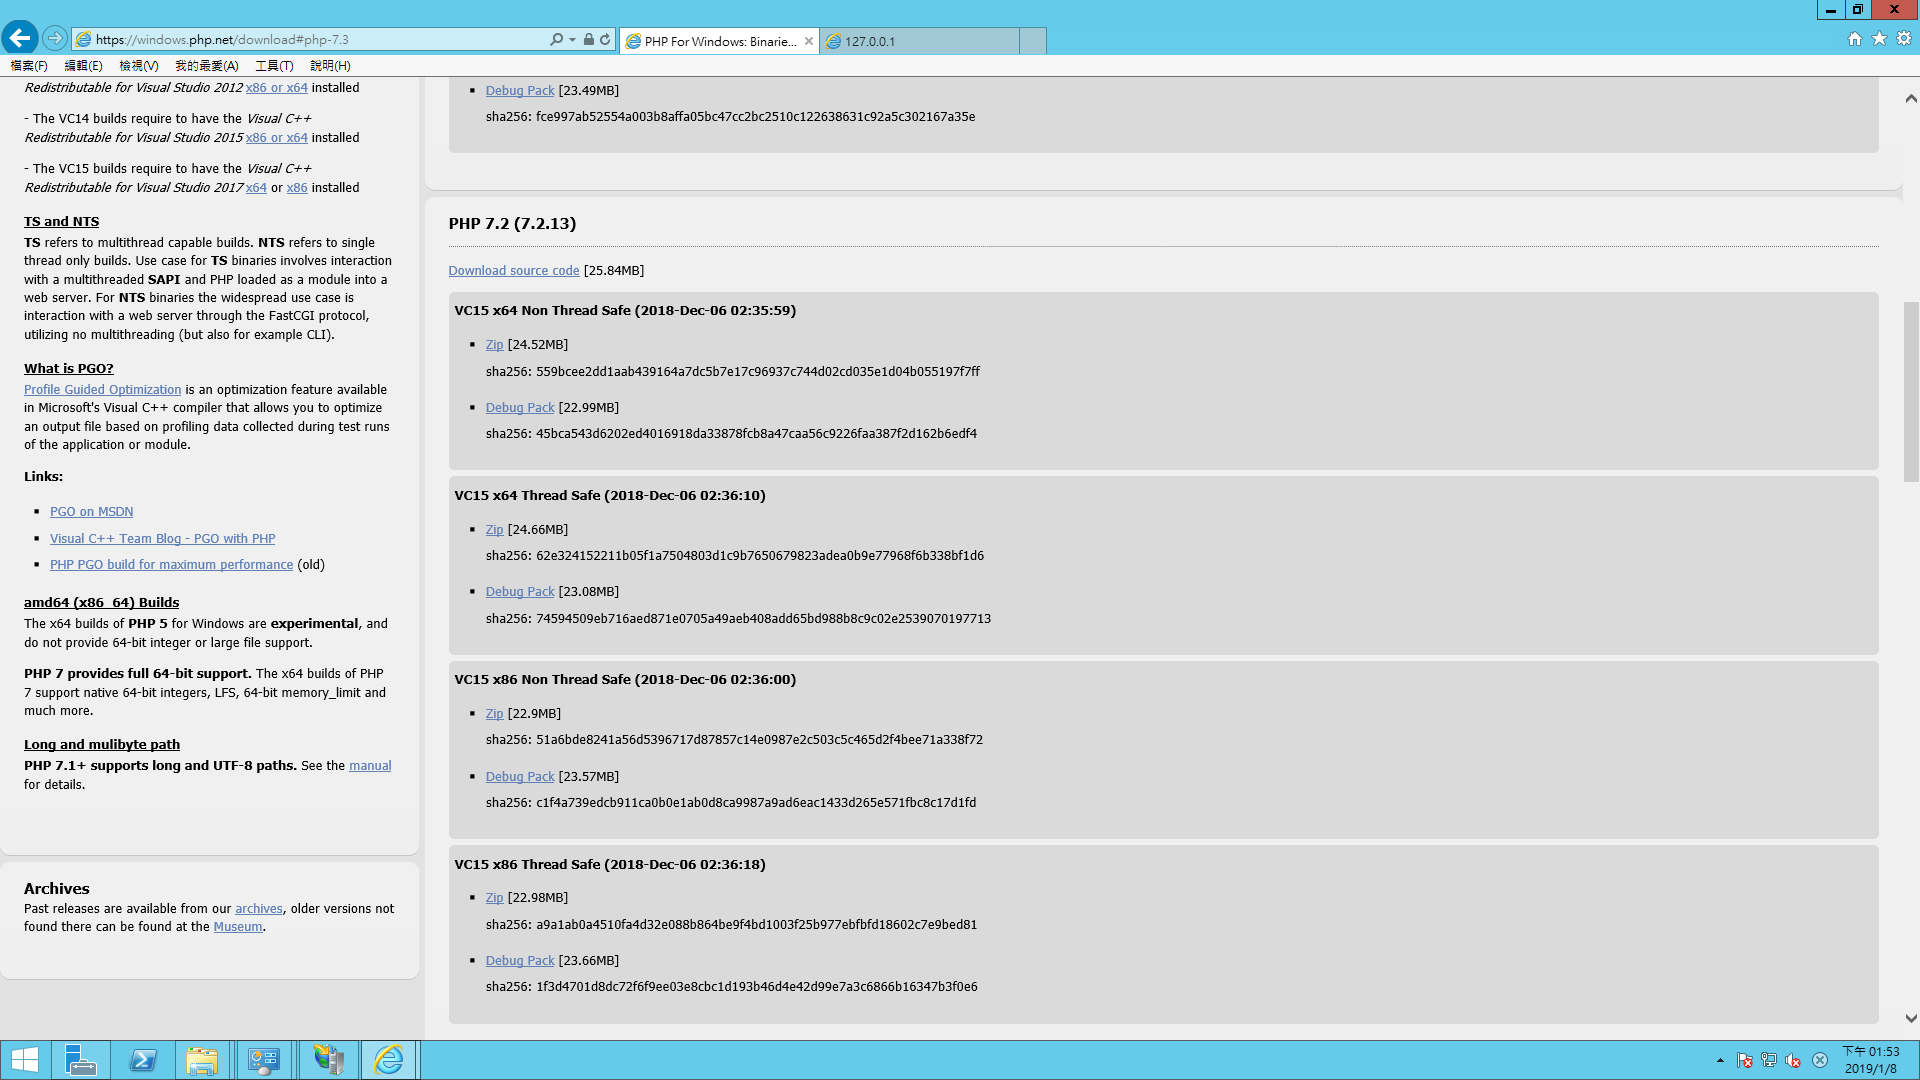 https://windows.php.net/download#php-7.3
PHP For Windows: Binarie...
127.0.0.1
檔案(F) 編輯(E) 檢視(V) 我的最愛(A) 工具(T) 說明(H)
Redistributable for Visual Studio 2012 x86 or x64 installed
- The VC14 builds require to have the Visual C++
Redistributable for Visual Studio 2015 x86 or x64 installed
- The VC15 builds require to have the Visual C++
Redistributable for Visual Studio 2017 x64 or x86 installed
TS and NTS
TS refers to multithread capable builds. NTS refers to single
thread only builds. Use case for TS binaries involves interaction
with a multithreaded SAPI and PHP loaded as a module into a
web server. For NTS binaries the widespread use case is
interaction with a web server through the FastCGI protocol,
utilizing no multithreading (but also for example CLI).
What is PGO?
Profile Guided Optimization is an optimization feature available
in Microsoft's Visual C++ compiler that allows you to optimize
an output file based on profiling data collected during test runs
of the application or module.
Links:
PGO on MSDN
Visual C++ Team Blog - PGO with PHP
PHP PGO build for maximum performance (old)
amd64 (x86_64) Builds
The x64 builds of PHP 5 for Windows are experimental, and
do not provide 64-bit integer or large file support.
PHP 7 provides full 64-bit support. The x64 builds of PHP
7 support native 64-bit integers, LFS, 64-bit memory_limit and
much more.
Long and mulibyte path
PHP 7.1+ supports long and UTF-8 paths. See the manual
for details.
Archives
Past releases are available from our archives, older versions not
found there can be found at the Museum.
Debug Pack [23.49MB]
sha256: fce997ab52554a003b8affa05bc47cc2bc2510c122638631c92a5c302167a35e
PHP 7.2 (7.2.13)
Download source code [25.84MB]
VC15 x64 Non Thread Safe (2018-Dec-06 02:35:59)
Zip [24.52MB]
sha256: 559bcee2dd1aab439164a7dc5b7e17c96937c744d02cd035e1d04b055197f7ff
Debug Pack [22.99MB]
sha256: 45bca543d6202ed4016918da33878fcb8a47caa56c9226faa387f2d162b6edf4
VC15 x64 Thread Safe (2018-Dec-06 02:36:10)
Zip [24.66MB]
sha256: 62e324152211b05f1a7504803d1c9b7650679823adea0b9e77968f6b338bf1d6
Debug Pack [23.08MB]
sha256: 74594509eb716aed871e0705a49aeb408add65bd988b8c9c02e2539070197713
VC15 x86 Non Thread Safe (2018-Dec-06 02:36:00)
Zip [22.9MB]
sha256: 51a6bde8241a56d5396717d87857c14e0987e2c503c5c465d2f4bee71a338f72
Debug Pack [23.57MB]
sha256: c1f4a739edcb911ca0b0e1ab0d8ca9987a9ad6eac1433d265e571fbc8c17d1fd
VC15 x86 Thread Safe (2018-Dec-06 02:36:18)
Zip [22.98MB]
sha256: a9a1ab0a4510fa4d32e088b864be9f4bd1003f25b977ebfbfd18602c7e9bed81
Debug Pack [23.66MB]
sha256: 1f3d4701d8dc72f6f9ee03e8cbc1d193b46d4e42d99e7a3c6866b16347b3f0e6
下午 01:53
2019/1/8